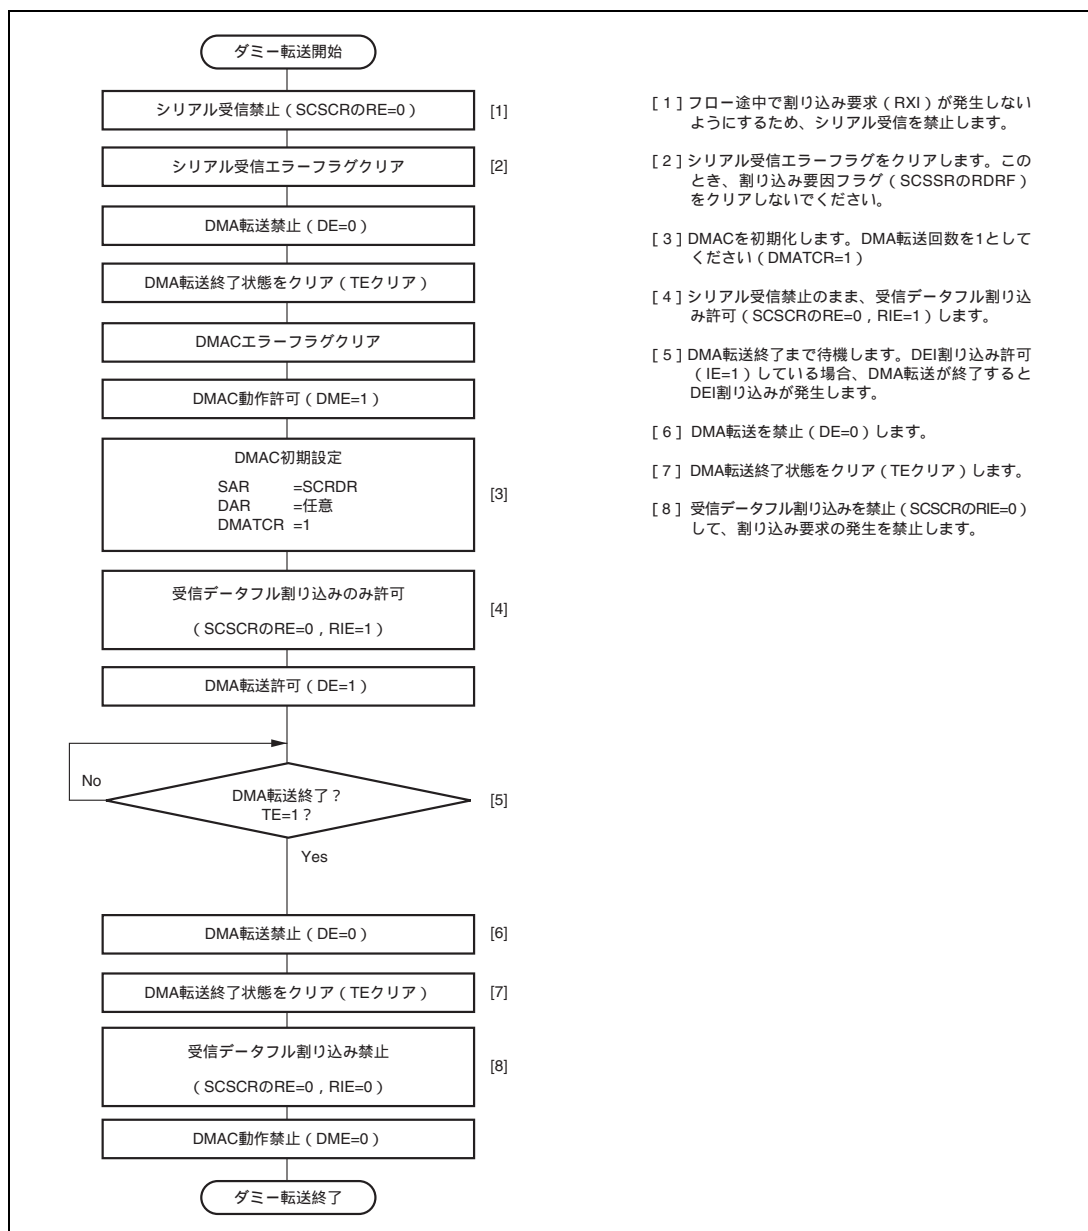 ダミー転送開始
シリアル受信禁止(SCSCRのRE=0)
[1]
シリアル受信エラーフラグクリア
[2]
DMA転送禁止(DE=0)
DMA転送終了状態をクリア(TEクリア)
DMACエラーフラグクリア
DMAC動作許可(DME=1)
DMAC初期設定
SAR =SCRDR
DAR =任意
DMATCR =1
[3]
受信データフル割り込みのみ許可
(SCSCRのRE=0 , RIE=1)
[4]
DMA転送許可(DE=1)
No
DMA転送終了?
TE=1?
[5]
Yes
DMA転送禁止(DE=0)
[6]
DMA転送終了状態をクリア(TEクリア)
[7]
受信データフル割り込み禁止
(SCSCRのRE=0 , RIE=0)
[8]
DMAC動作禁止(DME=0)
ダミー転送終了
[1]フロー途中で割り込み要求(RXI)が発生しない
ようにするため、シリアル受信を禁止します。
[2]シリアル受信エラーフラグをクリアします。この
とき、割り込み要因フラグ(SCSSRのRDRF)
をクリアしないでください。
[3]DMACを初期化します。DMA転送回数を1として
ください(DMATCR=1)
[4]シリアル受信禁止のまま、受信データフル割り込
み許可(SCSCRのRE=0 , RIE=1)します。
[5]DMA転送終了まで待機します。DEI割り込み許可
(IE=1)している場合、DMA転送が終了すると
DEI割り込みが発生します。
[6] DMA転送を禁止(DE=0)します。
[7] DMA転送終了状態をクリア(TEクリア)します。
[8] 受信データフル割り込みを禁止(SCSCRのRIE=0)
して、割り込み要求の発生を禁止します。